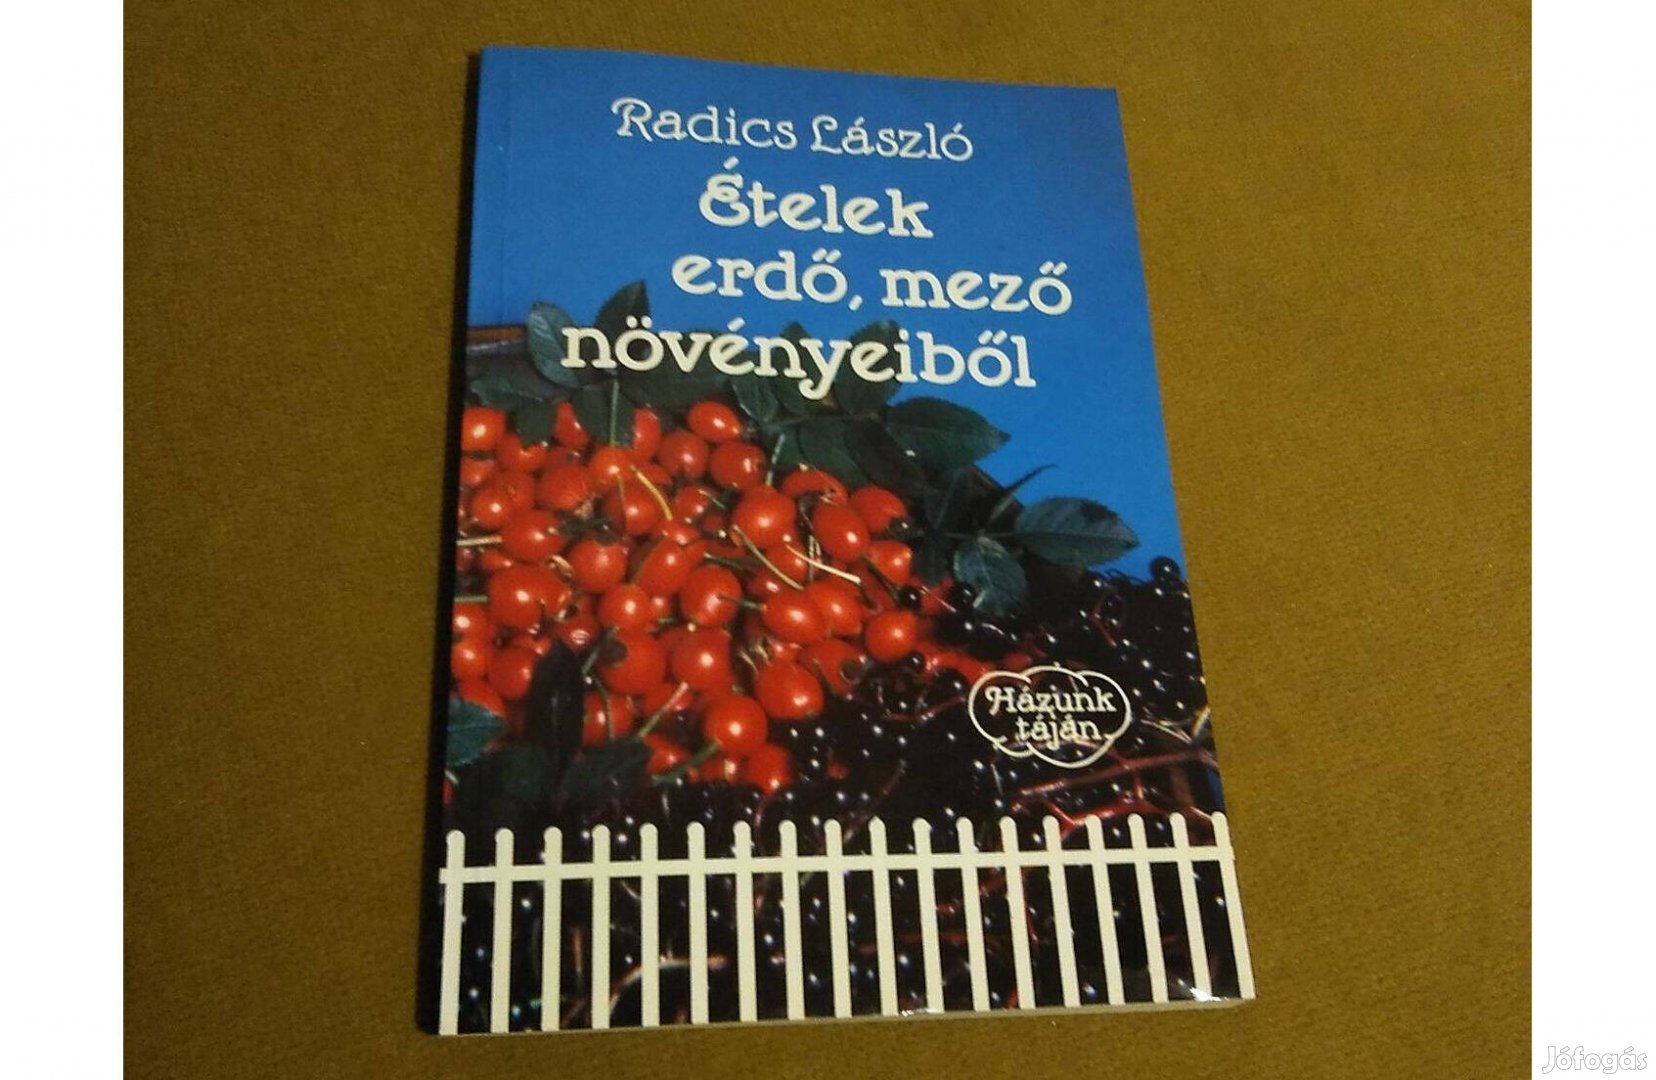 Radics László
Ételek
erdő, mező
növényeiből
Házunk
táján
Jófogás